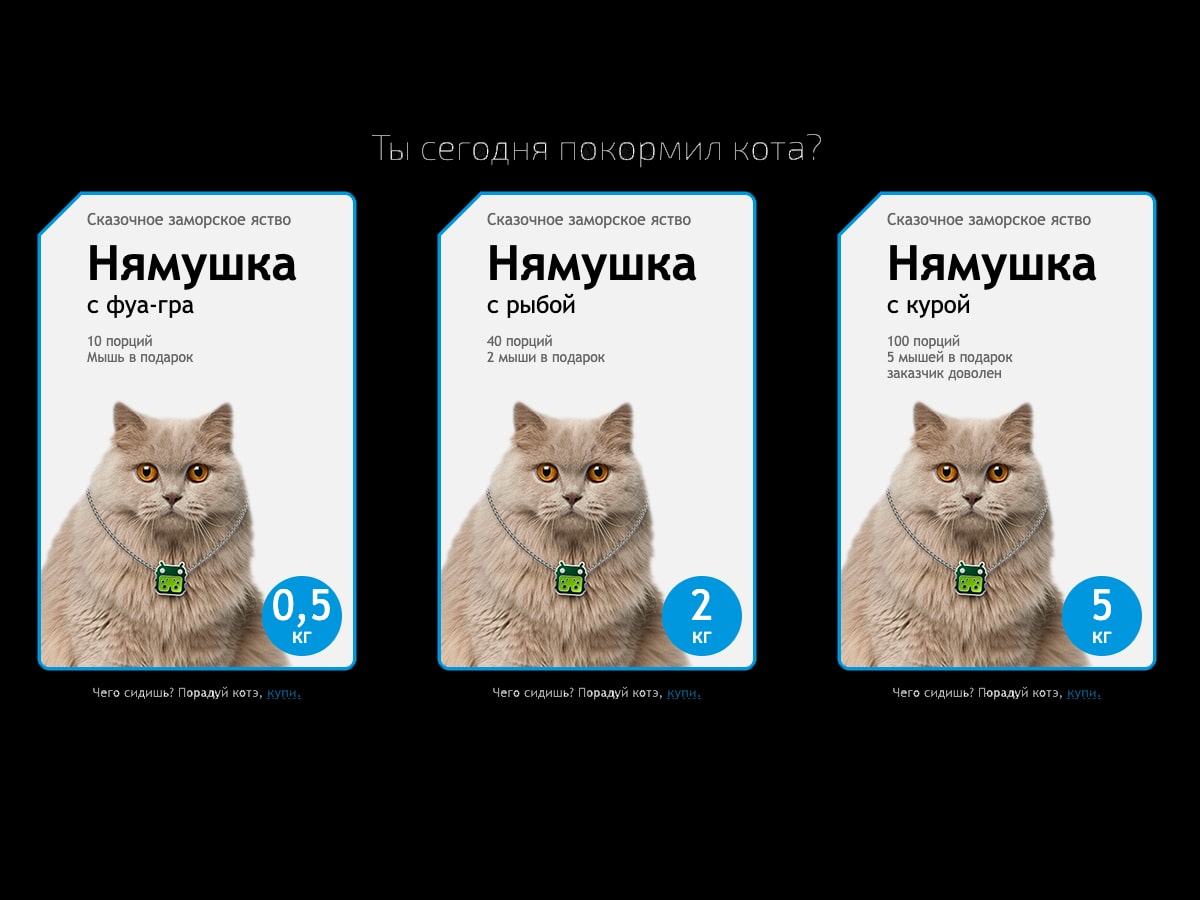 Ты сегодня покормил кота?
Сказочное заморское яство
Нямушка
с фуа-гра
10 порций
Мышь в подарок
0,5
кг
Чего сидишь? Порадуй котэ, купи.
Сказочное заморское яство
Нямушка
с рыбой
40 порций
2 мыши в подарок
2
кг
Чего сидишь? Порадуй котэ, купи.
Сказочное заморское яство
Нямушка
с курой
100 порций
5 мышей в подарок
заказчик доволен
5
кг
Чего сидишь? Порадуй котэ, купи.